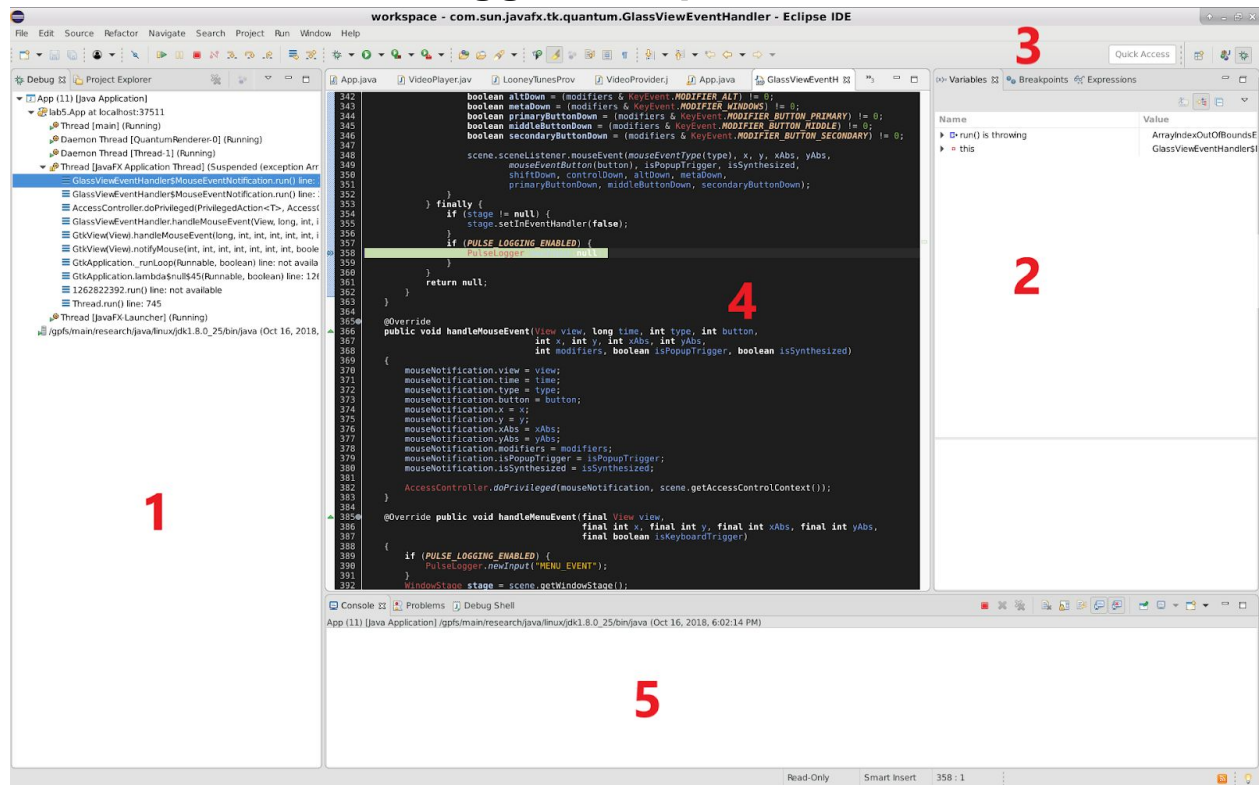 workspace - com.sun.javafx.tk.quantum.GlassViewEventHandler - Eclipse IDE
File Edit Source Refactor Navigate Search Project Run Window Help
3
Quick Access
Debug Project Explorer
App.java VideoPlayer.jav LooneyTunesProv VideoProvider.j App.java GlassViewEventH
Variables Breakpoints Expressions
App (11) [Java Application]
lab5.App at localhost:37511
Thread [main] (Running)
Daemon Thread [QuantumRenderer-0] (Running)
Daemon Thread [Thread-1] (Running)
Thread [JavaFX Application Thread] (Suspended (exception Arr
GlassViewEventHandler$MouseEventNotification.run() line:
GlassViewEventHandler$MouseEventNotification.run() line:
AccessController.doPrivileged(PrivilegedAction<T>, Access(
GlassViewEventHandler.handleMouseEvent(View, long, int, i
GtkView(View).handleMouseEvent(long, int, int, int, int, int, i
GtkView(View).notifyMouse(int, int, int, int, int, int, int, boole
GtkApplication._runLoop(Runnable, boolean) line: not availa
GtkApplication.lambda$null$45(Runnable, boolean) line: 126
1262822392.run() line: not available
Thread.run() line: 745
Thread [JavaFX-Launcher] (Running)
/gpfs/main/research/java/linux/jdk1.8.0_25/bin/java (Oct 16, 2018,
1
342 boolean altDown = (modifiers & KeyEvent.MODIFIER_ALT) != 0;
343 boolean metaDown = (modifiers & KeyEvent.MODIFIER_WINDOWS) != 0;
344 boolean primaryButtonDown = (modifiers & KeyEvent.MODIFIER_BUTTON_PRIMARY) != 0;
345 boolean middleButtonDown = (modifiers & KeyEvent.MODIFIER_BUTTON_MIDDLE) != 0;
346 boolean secondaryButtonDown = (modifiers & KeyEvent.MODIFIER_BUTTON_SECONDARY) != 0;
347
348 scene.sceneListener.mouseEvent(mouseEventType(type), x, y, xAbs, yAbs,
349 mouseEventButton(button), isPopupTrigger, isSynthesized,
350 shiftDown, controlDown, altDown, metaDown,
351 primaryButtonDown, middleButtonDown, secondaryButtonDown);
352 }
353 } finally {
354 if (stage != null) {
355 stage.setInEventHandler(false);
356 }
357 if (PULSE_LOGGING_ENABLED) {
358 PulseLogger null
359 }
360 }
361 return null;
362 }
363 }
364
365 @Override
366 public void handleMouseEvent(View view, long time, int type, int button,
367 int x, int y, int xAbs, int yAbs,
368 int modifiers, boolean isPopupTrigger, boolean isSynthesized)
369 {
370 mouseNotification.view = view;
371 mouseNotification.time = time;
372 mouseNotification.type = type;
373 mouseNotification.button = button;
374 mouseNotification.x = x;
375 mouseNotification.y = y;
376 mouseNotification.xAbs = xAbs;
377 mouseNotification.yAbs = yAbs;
378 mouseNotification.modifiers = modifiers;
379 mouseNotification.isPopupTrigger = isPopupTrigger;
380 mouseNotification.isSynthesized = isSynthesized;
381
382 AccessController.doPrivileged(mouseNotification, scene.getAccessControlContext());
383 }
384
385 @Override public void handleMenuEvent(final View view,
386 final int x, final int y, final int xAbs, final int yAbs,
387 final boolean isKeyboardTrigger)
388 {
389 if (PULSE_LOGGING_ENABLED) {
390 PulseLogger.newInput("MENU_EVENT");
391 }
392 WindowStage stage = scene.getWindowStage();
4
Name Value
run() is throwing ArrayIndexOutOfBoundsE
this GlassViewEventHandler$I
2
Console Problems Debug Shell
App (11) [Java Application] /gpfs/main/research/java/linux/jdk1.8.0_25/bin/java (Oct 16, 2018, 6:02:14 PM)
5
Read-Only Smart Insert 358 : 1